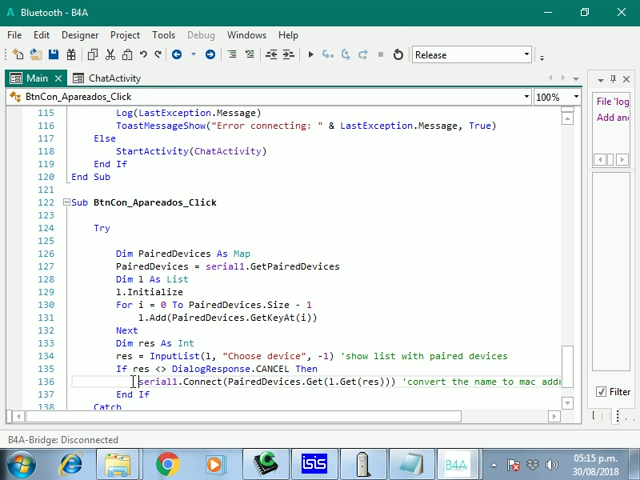 Bluetooth - B4A
File Edit Designer Project Tools Debug Windows Help
Release
Main ChatActivity
BtnCon_Apareados_Click 100%
115 Log(LastException.Message)
116 ToastMessageShow("Error connecting: " & LastException.Message, True)
117 Else
118 StartActivity(ChatActivity)
119 End If
120 End Sub
121
122 Sub BtnCon_Apareados_Click
123
124 Try
125
126 Dim PairedDevices As Map
127 PairedDevices = serial1.GetPairedDevices
128 Dim l As List
129 l.Initialize
130 For i = 0 To PairedDevices.Size - 1
131 l.Add(PairedDevices.GetKeyAt(i))
132 Next
133 Dim res As Int
134 res = InputList(l, "Choose device", -1) 'show list with paired devices
135 If res <> DialogResponse.CANCEL Then
136 serial1.Connect(PairedDevices.Get(l.Get(res))) 'convert the name to mac addr
137 End If
138 Catch
File 'log
Add and
Filter
B4A-Bridge: Disconnected
isis
B4A
05:15 p.m.
30/08/2018